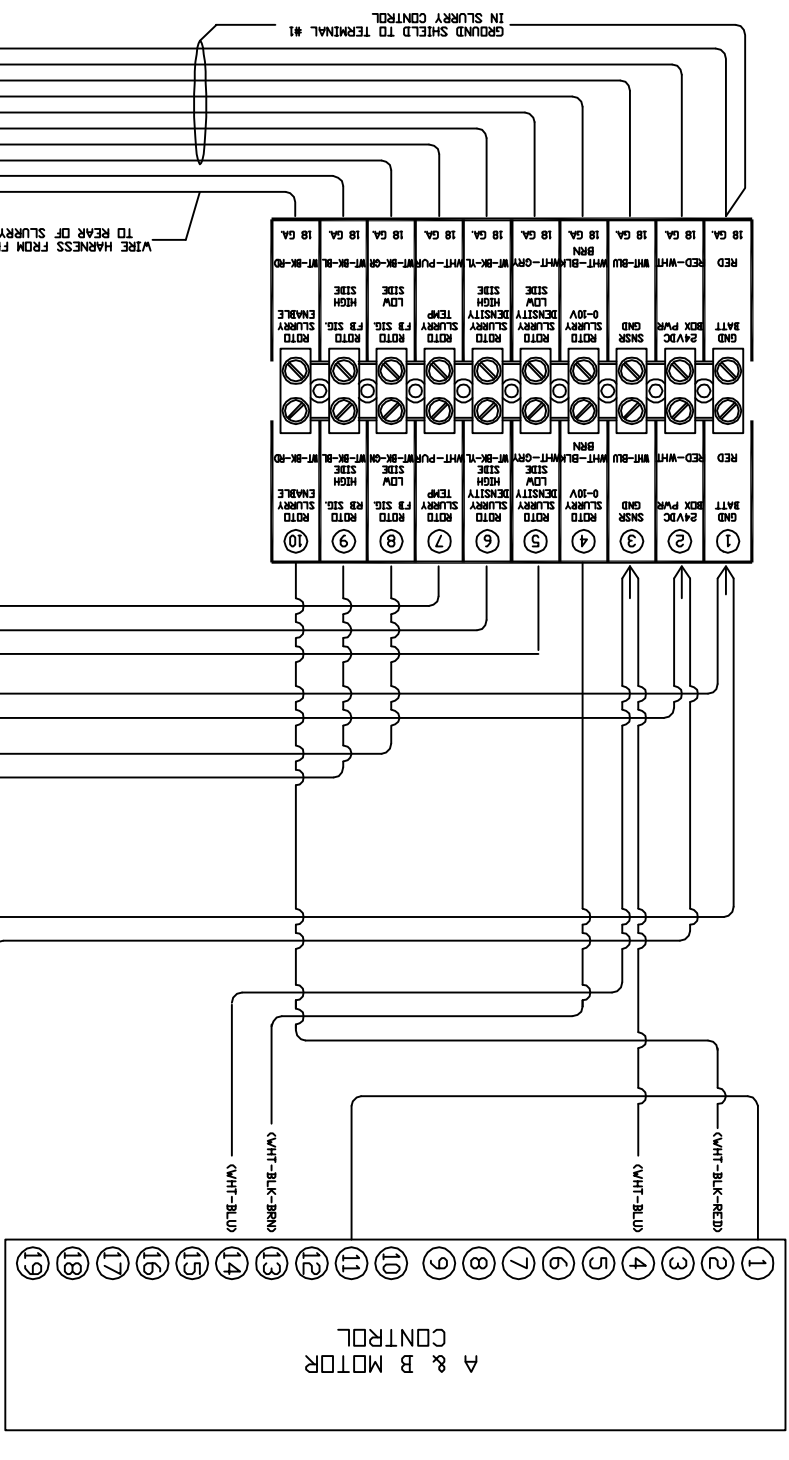 A & B MOTOR
CONTROL
1 2 3 4 5 6 7 8 9 10 11 12 13 14 15 16 17 18 19
(WHT-BLK-RED)
(WHT-BLU)
(WHT-BLK-BRN)
(WHT-BLU)
1
GND
BATT
RED
2
24VDC
BOX PWR
RED-WHT
3
SNSR
GND
WHT-BLU
4
ROTO
SLURRY
0-10V
WHT-BLK
BRN
5
ROTO
SLURRY
DENSITY
LOW
SIDE
WHT-GRY
6
ROTO
SLURRY
DENSITY
HIGH
SIDE
WT-BK-YL
7
ROTO
SLURRY
TEMP
WHT-PUR
8
ROTO
FB SIG.
LOW
SIDE
WT-BK-GN
9
ROTO
RB SIG.
HIGH
SIDE
WT-BK-BL
10
ROTO
SLURRY
ENABLE
WT-BK-RD
GND
BATT
RED
18 GA.
24VDC
BOX PWR
RED-WHT
18 GA.
SNSR
GND
WHT-BLU
18 GA.
ROTO
SLURRY
0-10V
WHT-BLK
BRN
18 GA.
ROTO
SLURRY
DENSITY
LOW
SIDE
WHT-GRY
18 GA.
ROTO
SLURRY
DENSITY
HIGH
SIDE
WT-BK-YL
18 GA.
ROTO
SLURRY
TEMP
WHT-PUR
18 GA.
ROTO
FB SIG.
LOW
SIDE
WT-BK-GR
18 GA.
ROTO
FB SIG.
HIGH
SIDE
WT-BK-BL
18 GA.
ROTO
SLURRY
ENABLE
WT-BK-RD
18 GA.
WIRE HARNESS FROM F
TO REAR OF SLURRY
GROUND SHIELD TO TERMINAL #1
IN SLURRY CONTROL